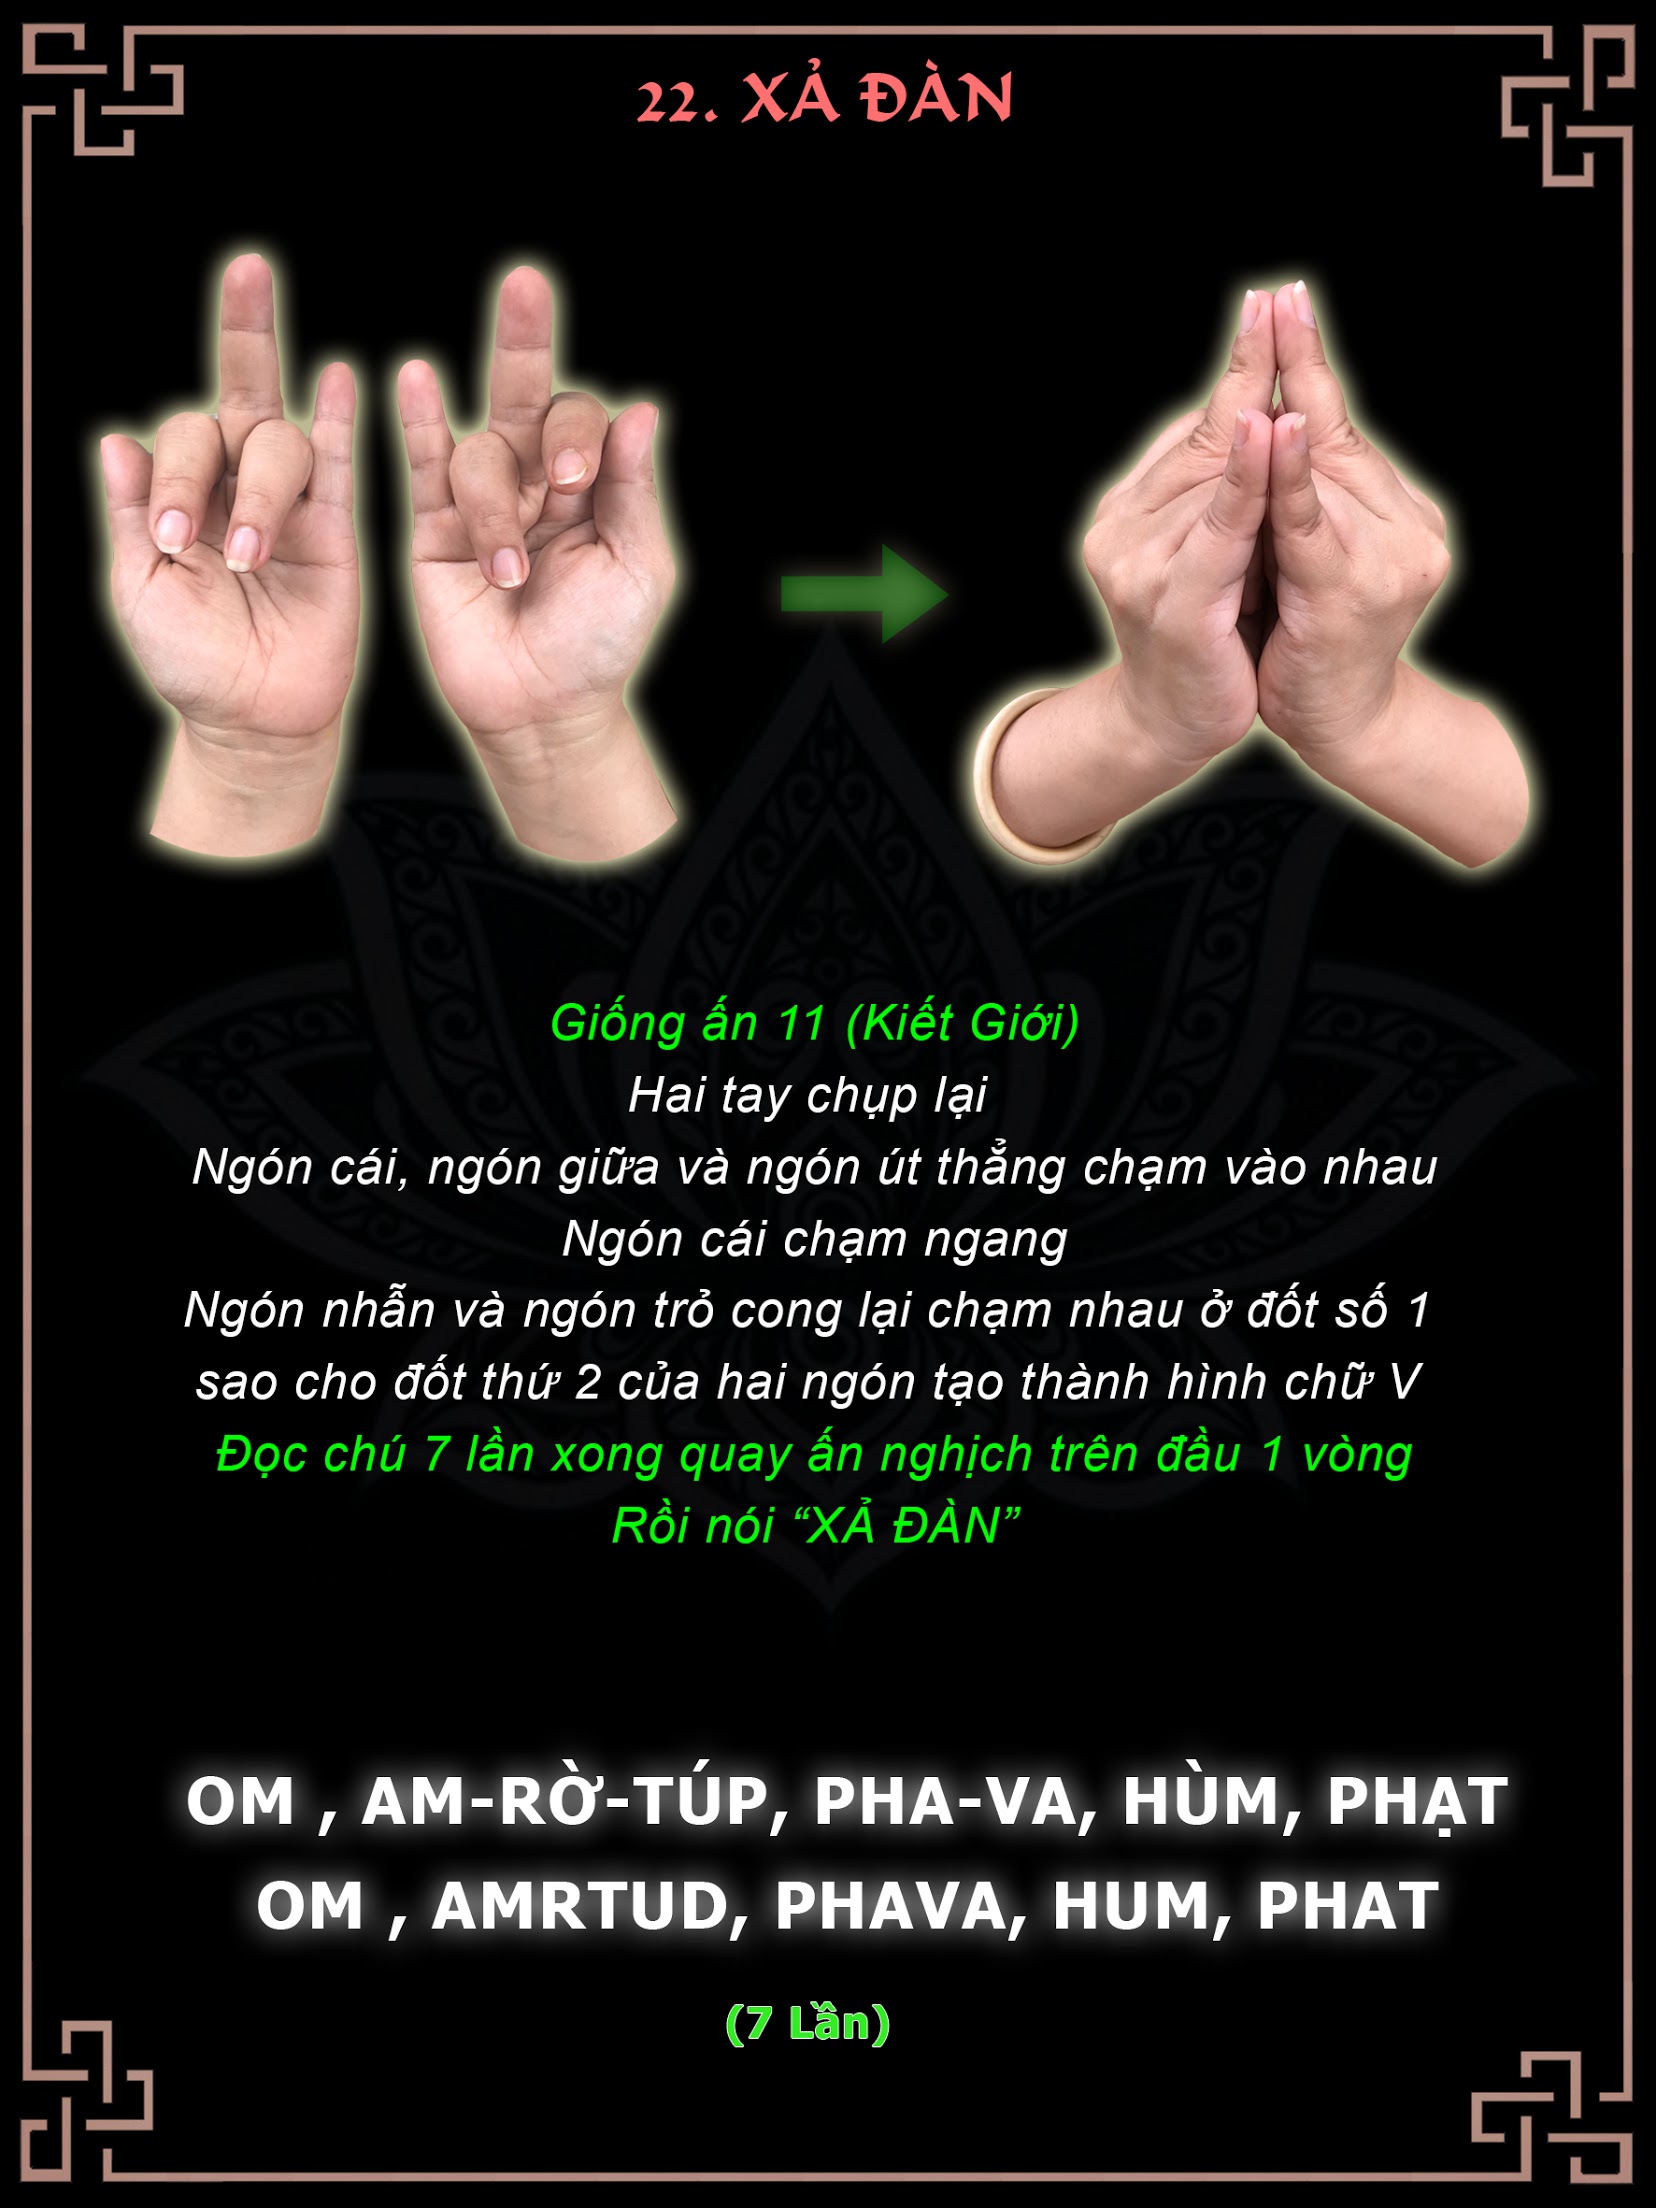 22. XẢ ĐÀN
Giống ấn 11 (Kiết Giới)
Hai tay chụp lại
Ngón cái, ngón giữa và ngón út thẳng chạm vào nhau
Ngón cái chạm ngang
Ngón nhẫn và ngón trỏ cong lại chạm nhau ở đốt số 1
sao cho đốt thứ 2 của hai ngón tạo thành hình chữ V
Đọc chú 7 lần xong quay ấn nghịch trên đầu 1 vòng
Rồi nói “XẢ ĐÀN”
OM , AM-RỜ-TÚP, PHA-VA, HÙM, PHẠT
OM , AMRTUD, PHAVA, HUM, PHAT
(7 Lần)